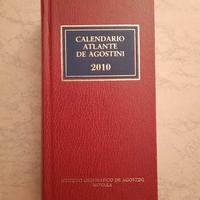 CALENDARIO
ATLANTE
DE AGOSTINI
2010
ISTITUTO GEOGRAFICO DE AGOSTINI
NOVARA